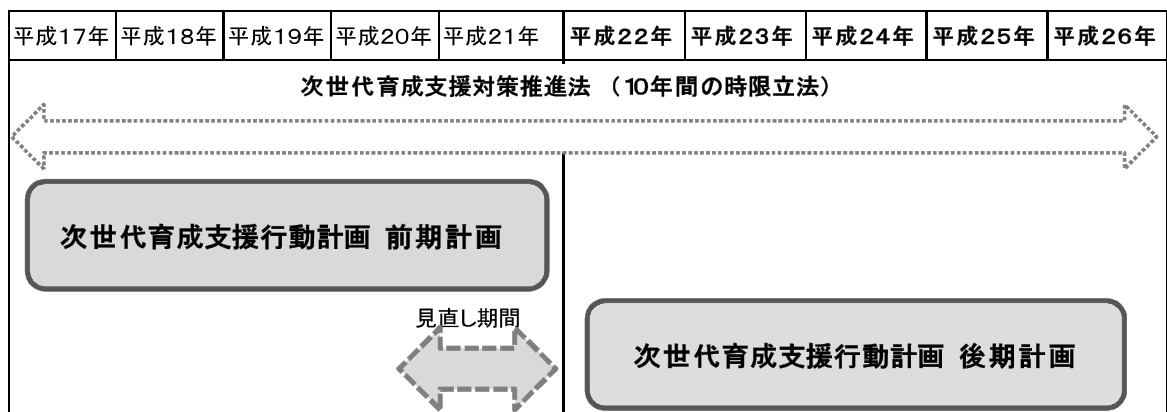 平成17年 平成18年 平成19年 平成20年 平成21年 平成22年 平成23年 平成24年 平成25年 平成26年
次世代育成支援対策推進法 （10年間の時限立法）
次世代育成支援行動計画 前期計画
見直し期間
次世代育成支援行動計画 後期計画